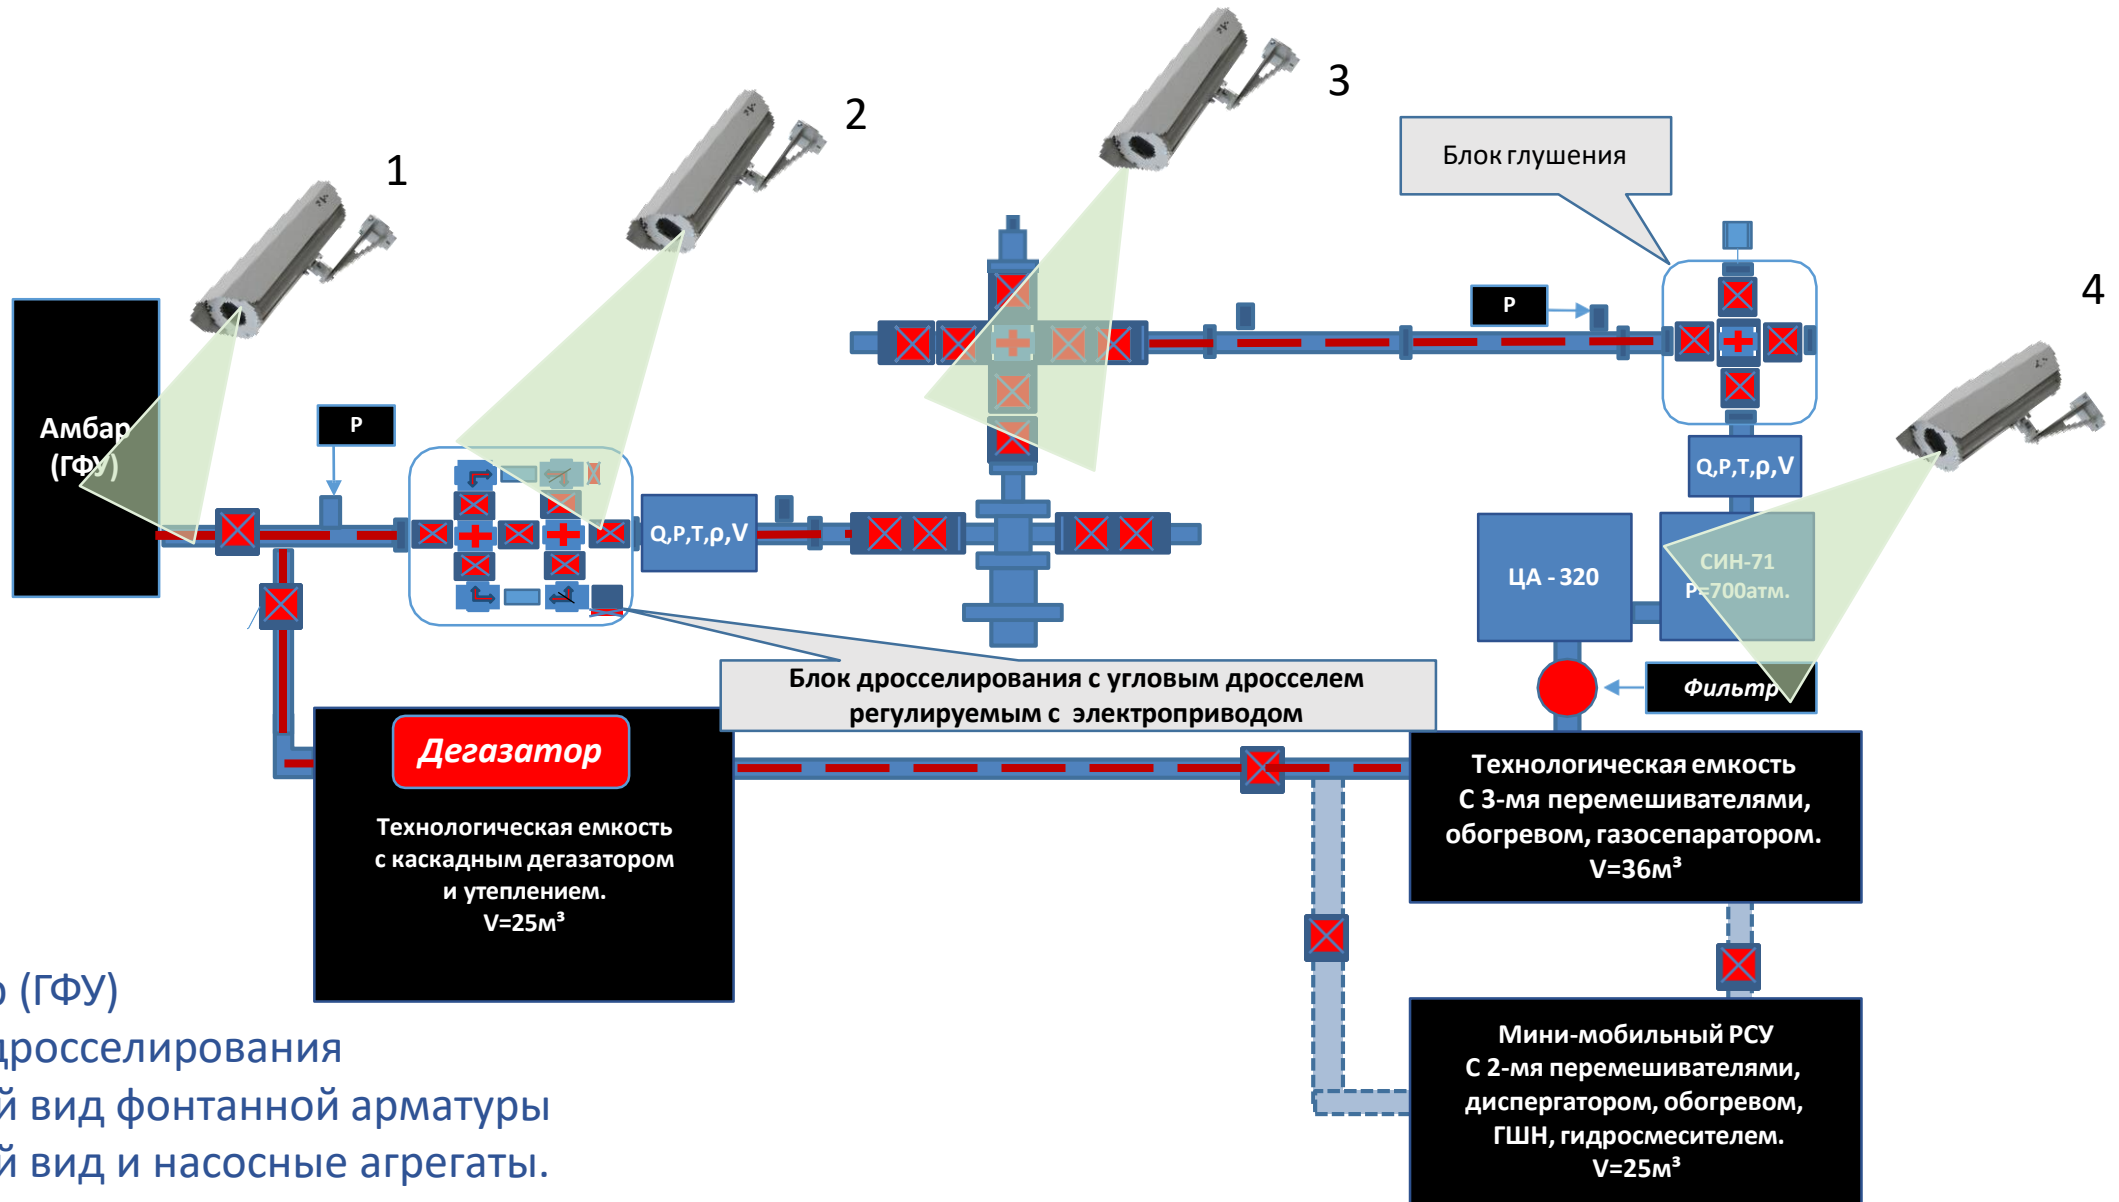 1
2
3
4
Блок глушения
Р
Р
Амбар
(ГФУ)
Q,Р,Т,ρ,V
Q,Р,Т,ρ,V
ЦА - 320
СИН-71
Р=700атм.
Фильтр
Блок дросселирования с угловым дросселем
регулируемым с электроприводом
Дегазатор
Технологическая емкость
с каскадным дегазатором
и утеплением.
V=25м³
Технологическая емкость
С 3-мя перемешивателями,
обогревом, газосепаратором.
V=36м³
Мини-мобильный РСУ
С 2-мя перемешивателями,
диспергатором, обогревом,
ГШН, гидросмесителем.
V=25м³
(ГФУ)
дросселирования
й вид фонтанной арматуры
й вид и насосные агрегаты.